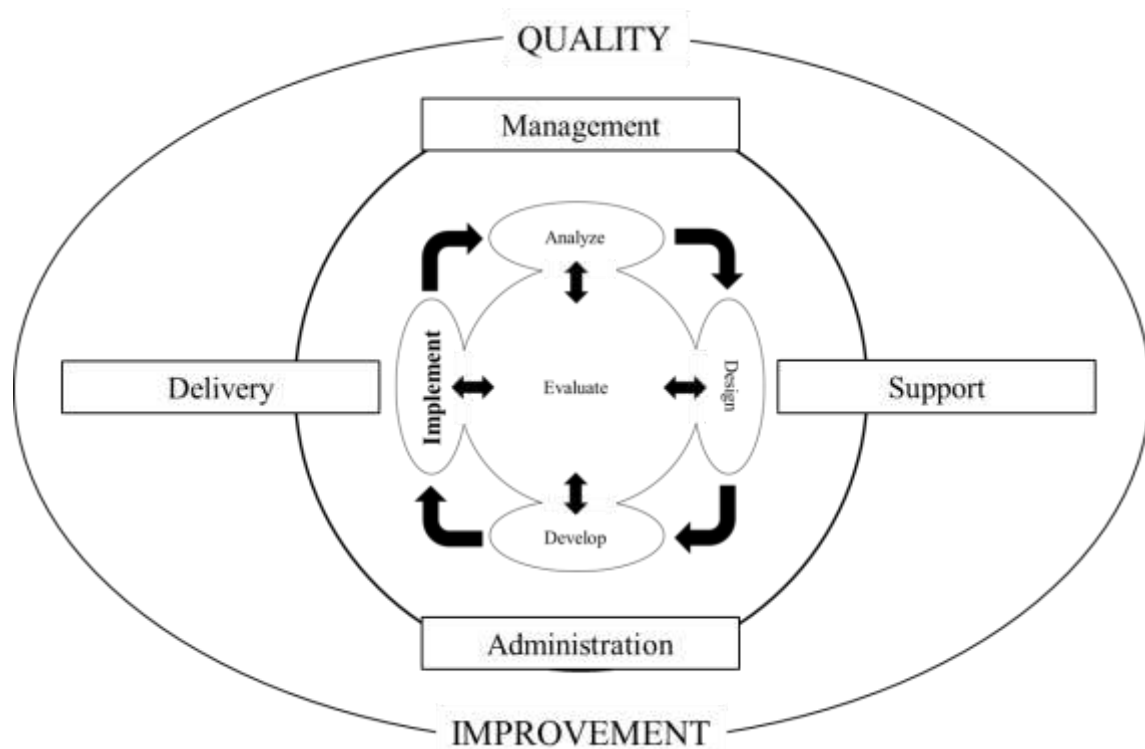 QUALITY
Management
Analyze
Delivery
Implement
Evaluate
Design
Support
Develop
Administration
IMPROVEMENT